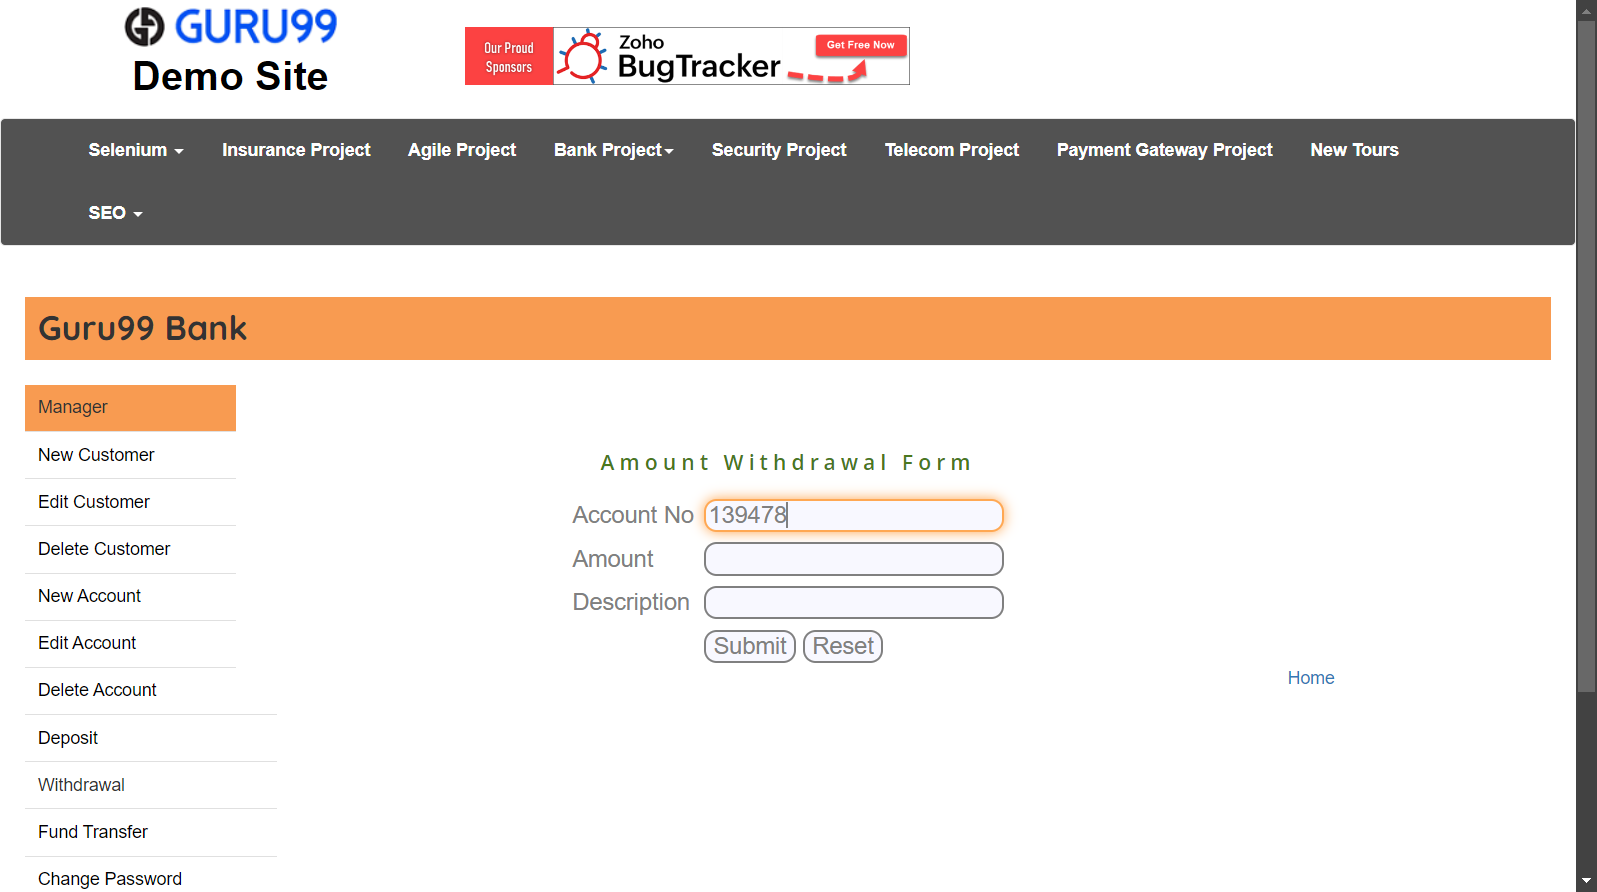 GURU99
Demo Site
Our Proud
Sponsors
Zoho
BugTracker
Get Free Now
Selenium
Insurance Project
Agile Project
Bank Project
Security Project
Telecom Project
Payment Gateway Project
New Tours
SEO
Guru99 Bank
Manager
New Customer
Edit Customer
Delete Customer
New Account
Edit Account
Delete Account
Deposit
Withdrawal
Fund Transfer
Change Password
Amount Withdrawal Form
Account No 139478
Amount
Description
Submit Reset
Home